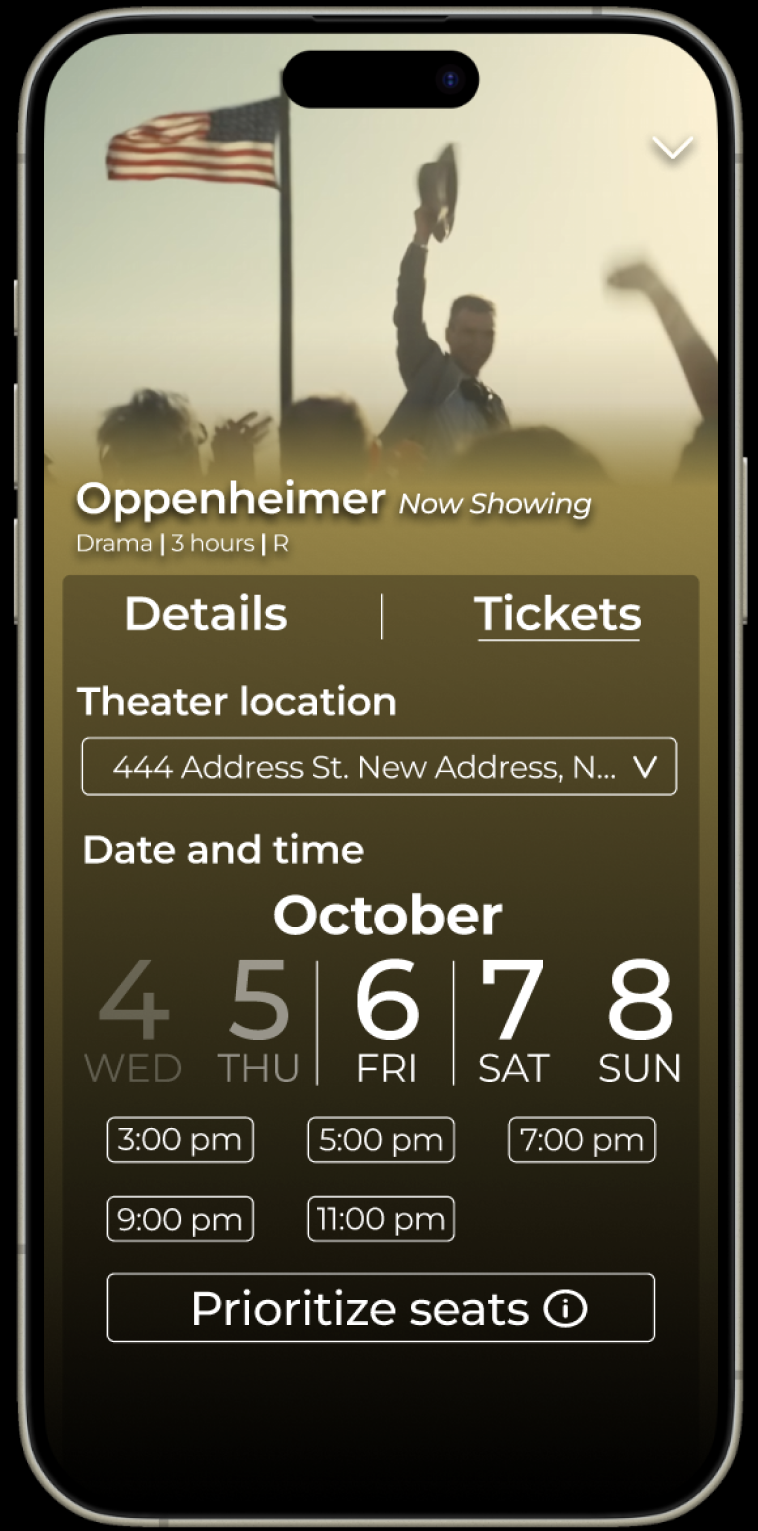 Oppenheimer Now Showing
Drama | 3 hours | R
Details | Tickets
Theater location
444 Address St. New Address, N... V
Date and time
October
4 5 6 7 8
WED THU FRI SAT SUN
3:00 pm 5:00 pm 7:00 pm
9:00 pm 11:00 pm
Prioritize seats i